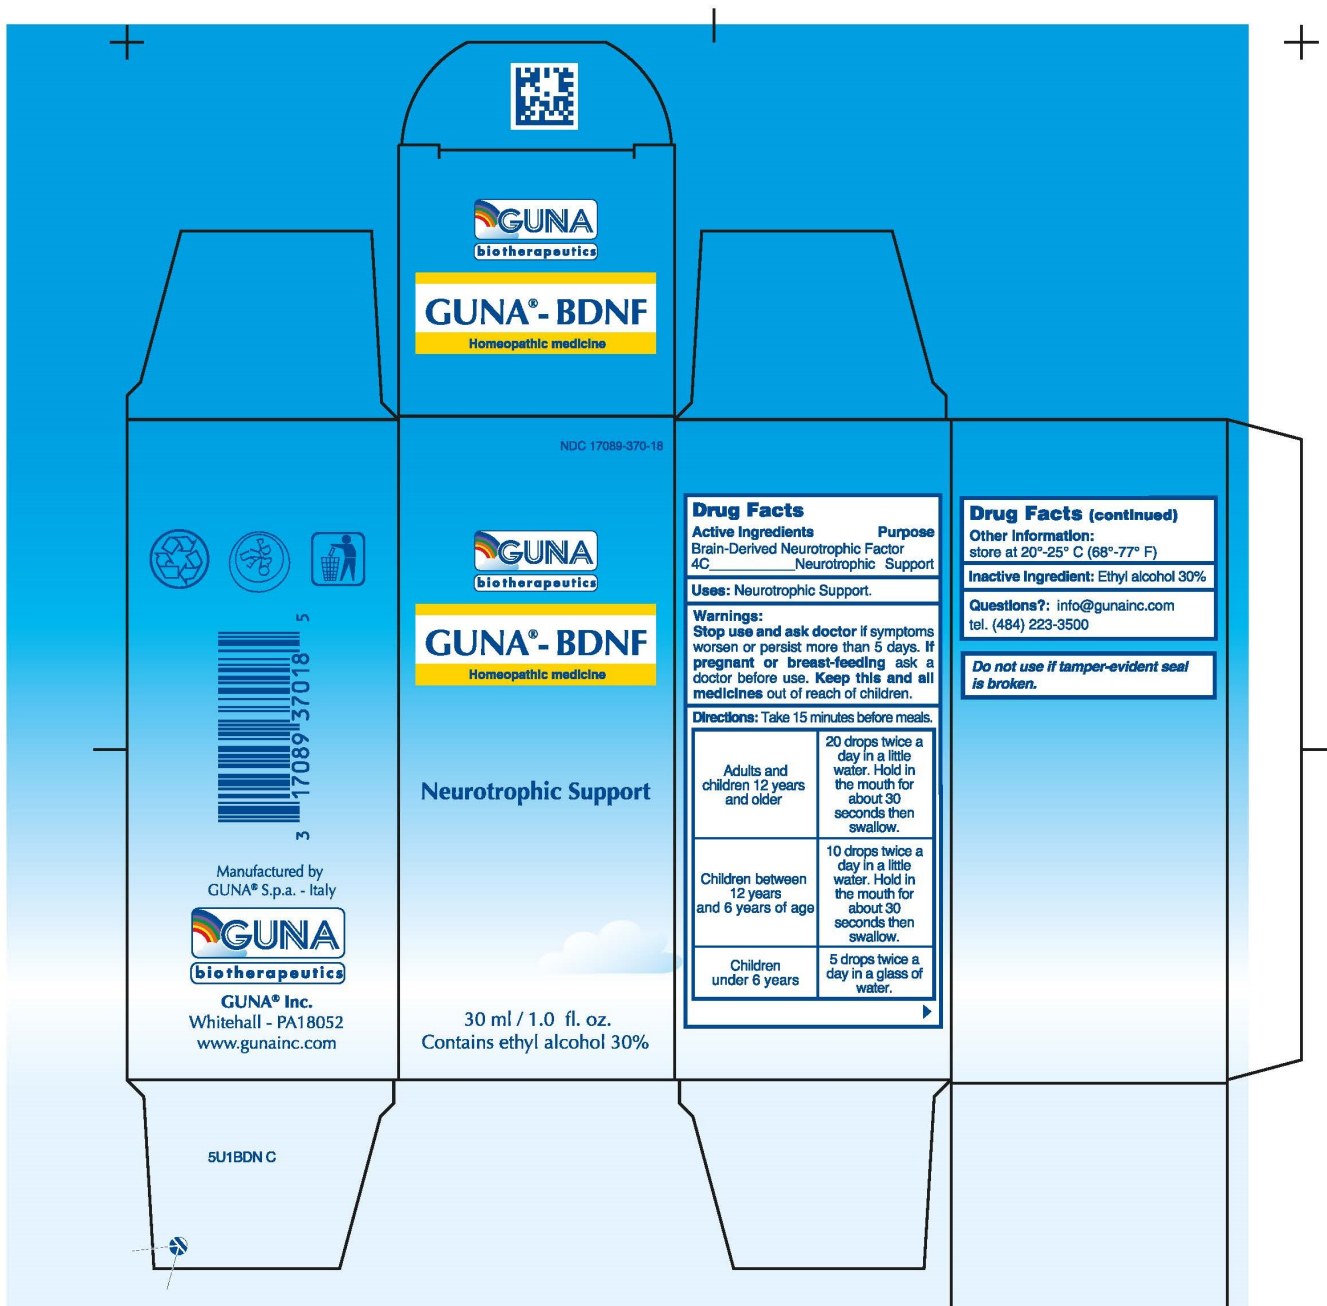 GUNA
biotherapeutics
GUNA®- BDNF
Homeopathic medicine
NDC 17089-370-18
GUNA
biotherapeutics
GUNA®- BDNF
Homeopathic medicine
Neurotrophic Support
30 ml / 1.0 fl. oz.
Contains ethyl alcohol 30%
3 17089 37018 5
Manufactured by
GUNA® S.p.a. - Italy
GUNA
biotherapeutics
GUNA® Inc.
Whitehall - PA18052
www.gunainc.com
5U1BDN C
Drug Facts
Active Ingredients Purpose
Brain-Derived Neurotrophic Factor
4C____________Neurotrophic Support
Uses: Neurotrophic Support.
Warnings:
Stop use and ask doctor if symptoms
worsen or persist more than 5 days. If
pregnant or breast-feeding ask a
doctor before use. Keep this and all
medicines out of reach of children.
Directions: Take 15 minutes before meals.
Adults and
children 12 years
and older
20 drops twice a
day in a little
water. Hold in
the mouth for
about 30
seconds then
swallow.
Children between
12 years
and 6 years of age
10 drops twice a
day in a little
water. Hold in
the mouth for
about 30
seconds then
swallow.
Children
under 6 years
5 drops twice a
day in a glass of
water.
Drug Facts (continued)
Other Information:
store at 20°-25° C (68°-77° F)
Inactive Ingredient: Ethyl alcohol 30%
Questions?: info@gunainc.com
tel. (484) 223-3500
Do not use if tamper-evident seal
is broken.